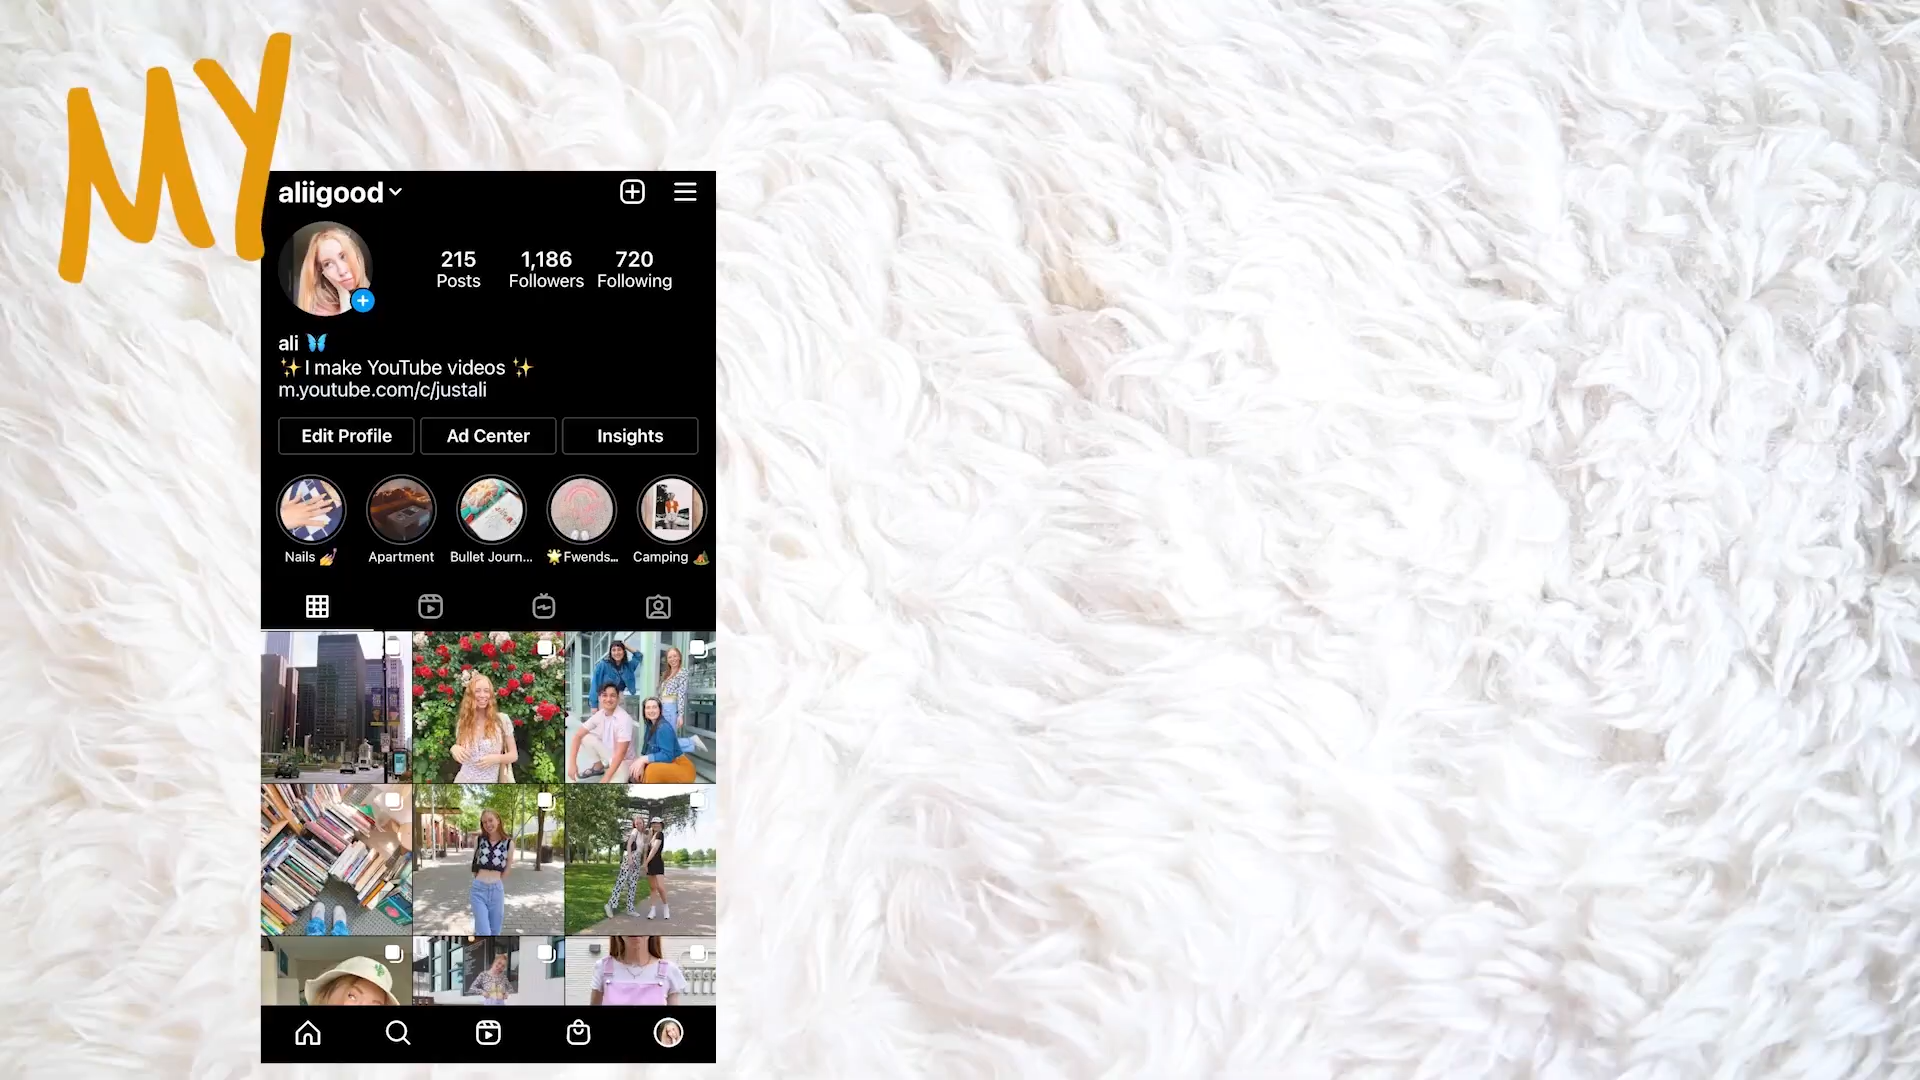 MY
aliigood
215 1,186 720
Posts Followers Following
ali 🦋
✨I make YouTube videos ✨
m.youtube.com/c/justali
Edit Profile Ad Center Insights
Nails 💅 Apartment Bullet Journ... 🌟Fwends... Camping 🏕️